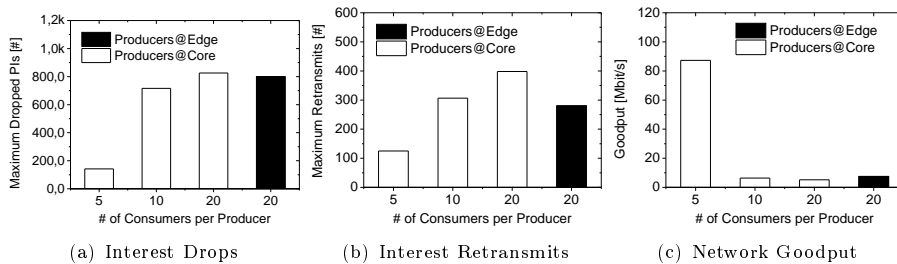 Maximum Dropped PIs [#]
1,2k
1,0k
800,0
600,0
400,0
200,0
0,0
Producers@Edge
Producers@Core
5 10 20 20
# of Consumers per Producer
(a) Interest Drops
Maximum Retransmits [#]
600
500
400
300
200
100
0
Producers@Edge
Producers@Core
5 10 20 20
# of Consumers per Producer
(b) Interest Retransmits
Goodput [Mbit/s]
120
100
80
60
40
20
0
Producers@Edge
Producers@Core
5 10 20 20
# of Consumers per Producer
(c) Network Goodput